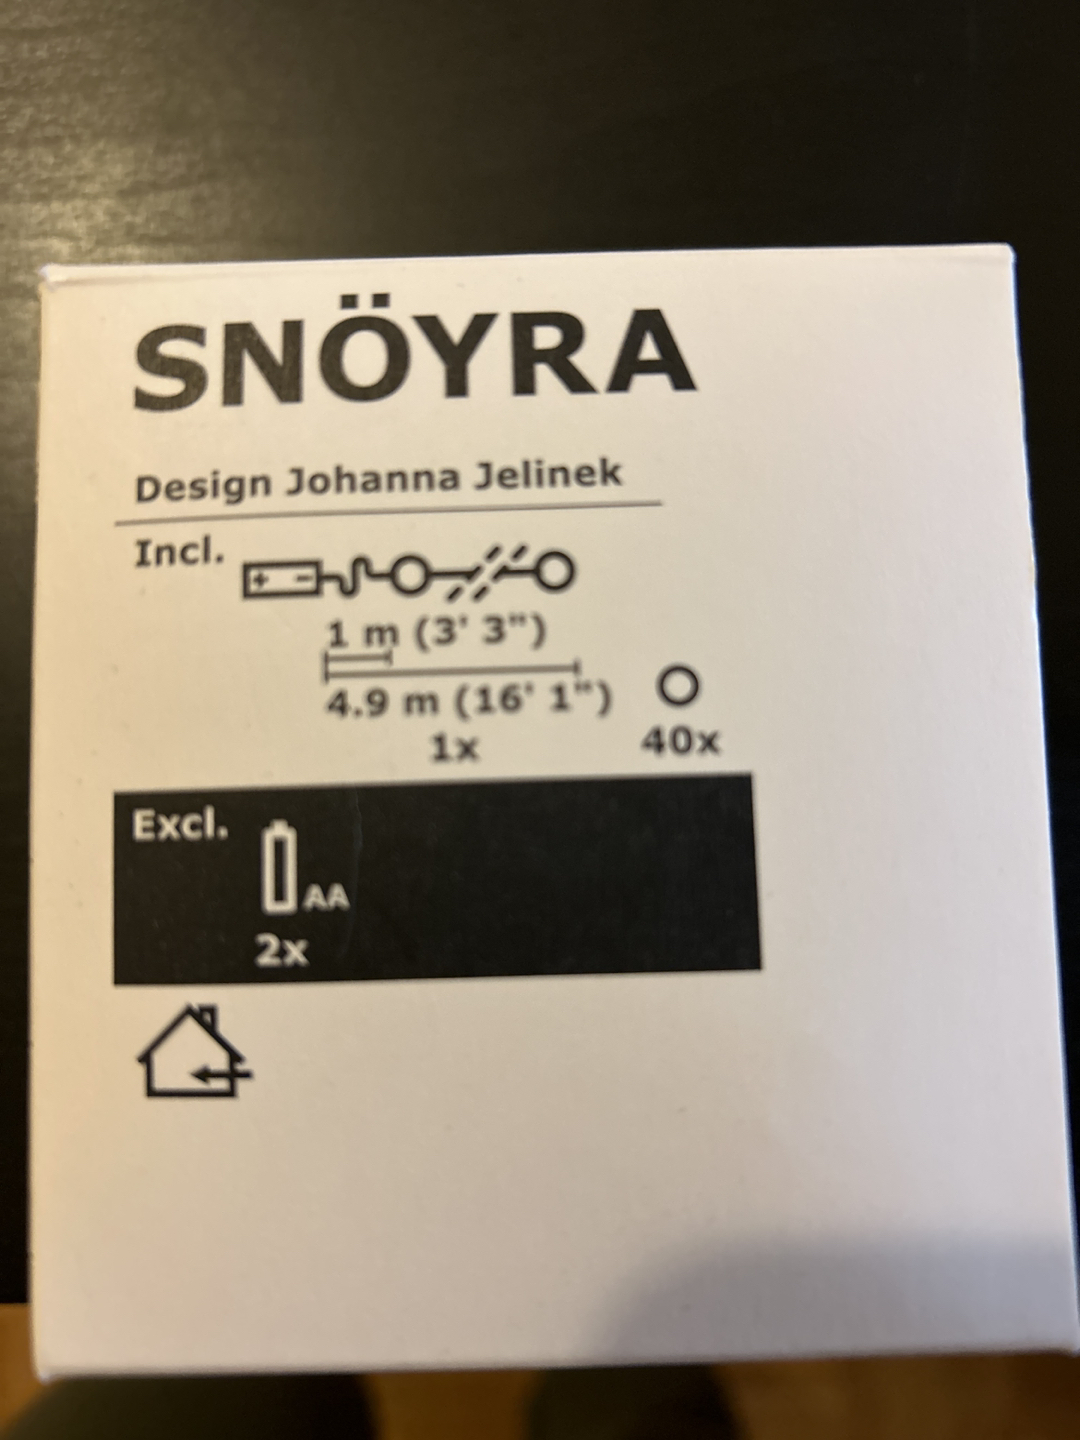 SNÖYRA
Design Johanna Jelinek
Incl.
+ -
1 m (3' 3")
4.9 m (16' 1")
1x
40x
Excl.
AA
2x